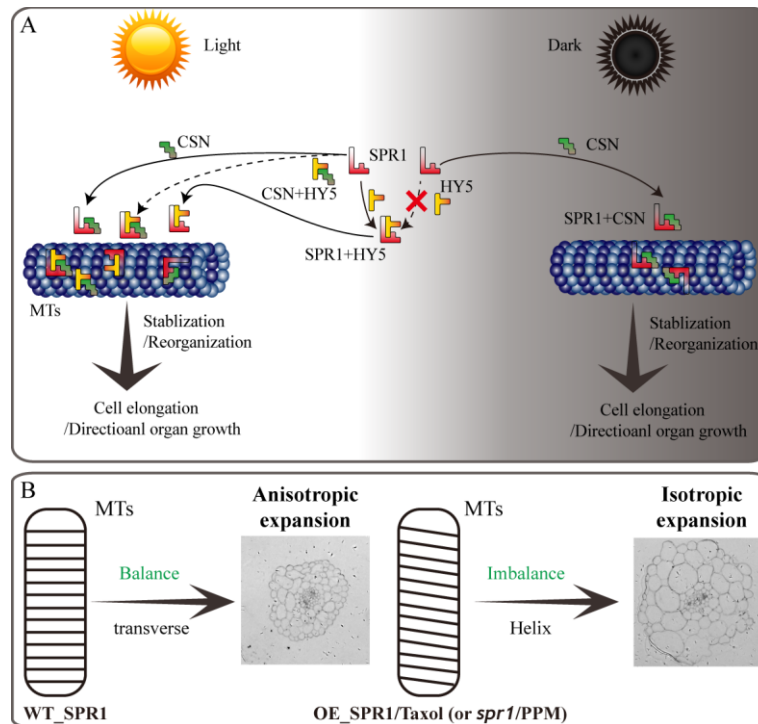 A
Light
Dark
CSN
SPR1
CSN
CSN+HY5
HY5
SPR1+CSN
SPR1+HY5
MTs
Stablization
/Reorganization
Stablization
/Reorganization
Cell elongation
/Directioanl organ growth
Cell elongation
/Directioanl organ growth
B
MTs
Anisotropic
expansion
MTs
Isotropic
expansion
Balance
transverse
Imbalance
Helix
WT_SPR1
OE_SPR1/Taxol (or spr1/PPM)